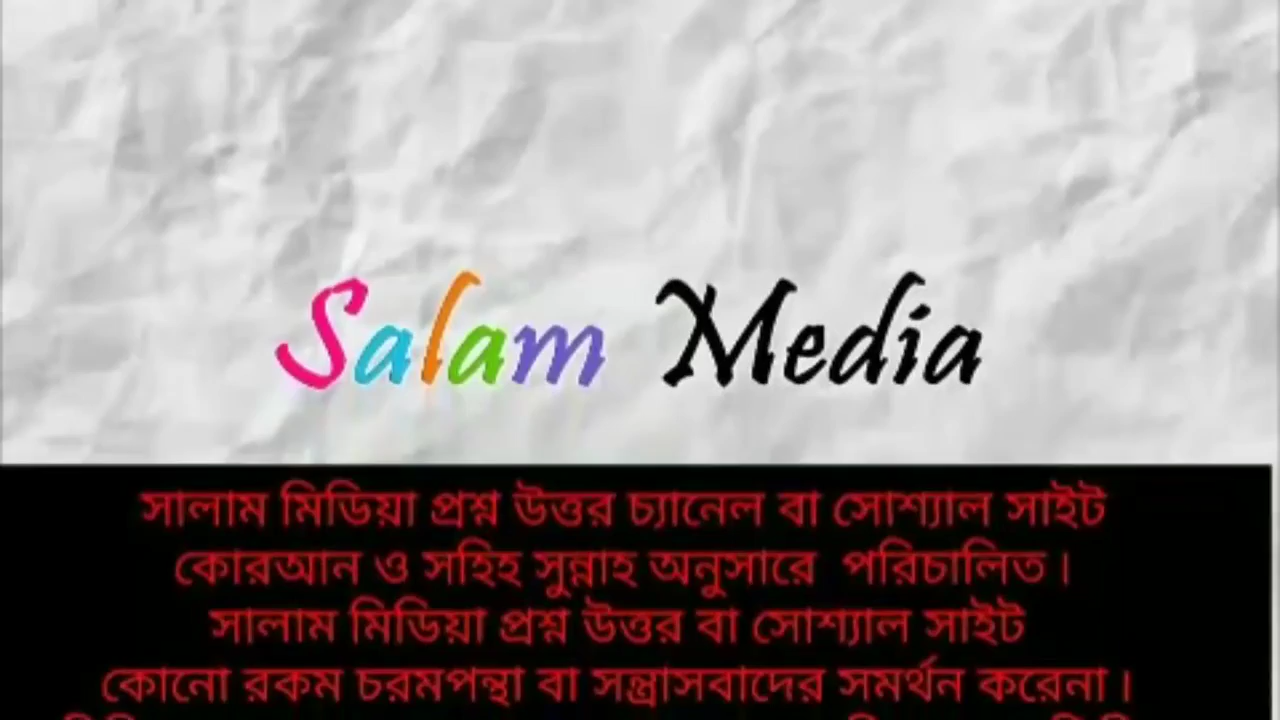 Salam Media
সালাম মিডিয়া প্রশ্ন উত্তর চ্যানেল বা সোশ্যাল সাইট
কোরআন ও সহিহ সুন্নাহ অনুসারে পরিচালিত।
সালাম মিডিয়া প্রশ্ন উত্তর বা সোশ্যাল সাইট
কোনো রকম চরমপন্থা বা সন্ত্রাসবাদের সমর্থন করেনা।